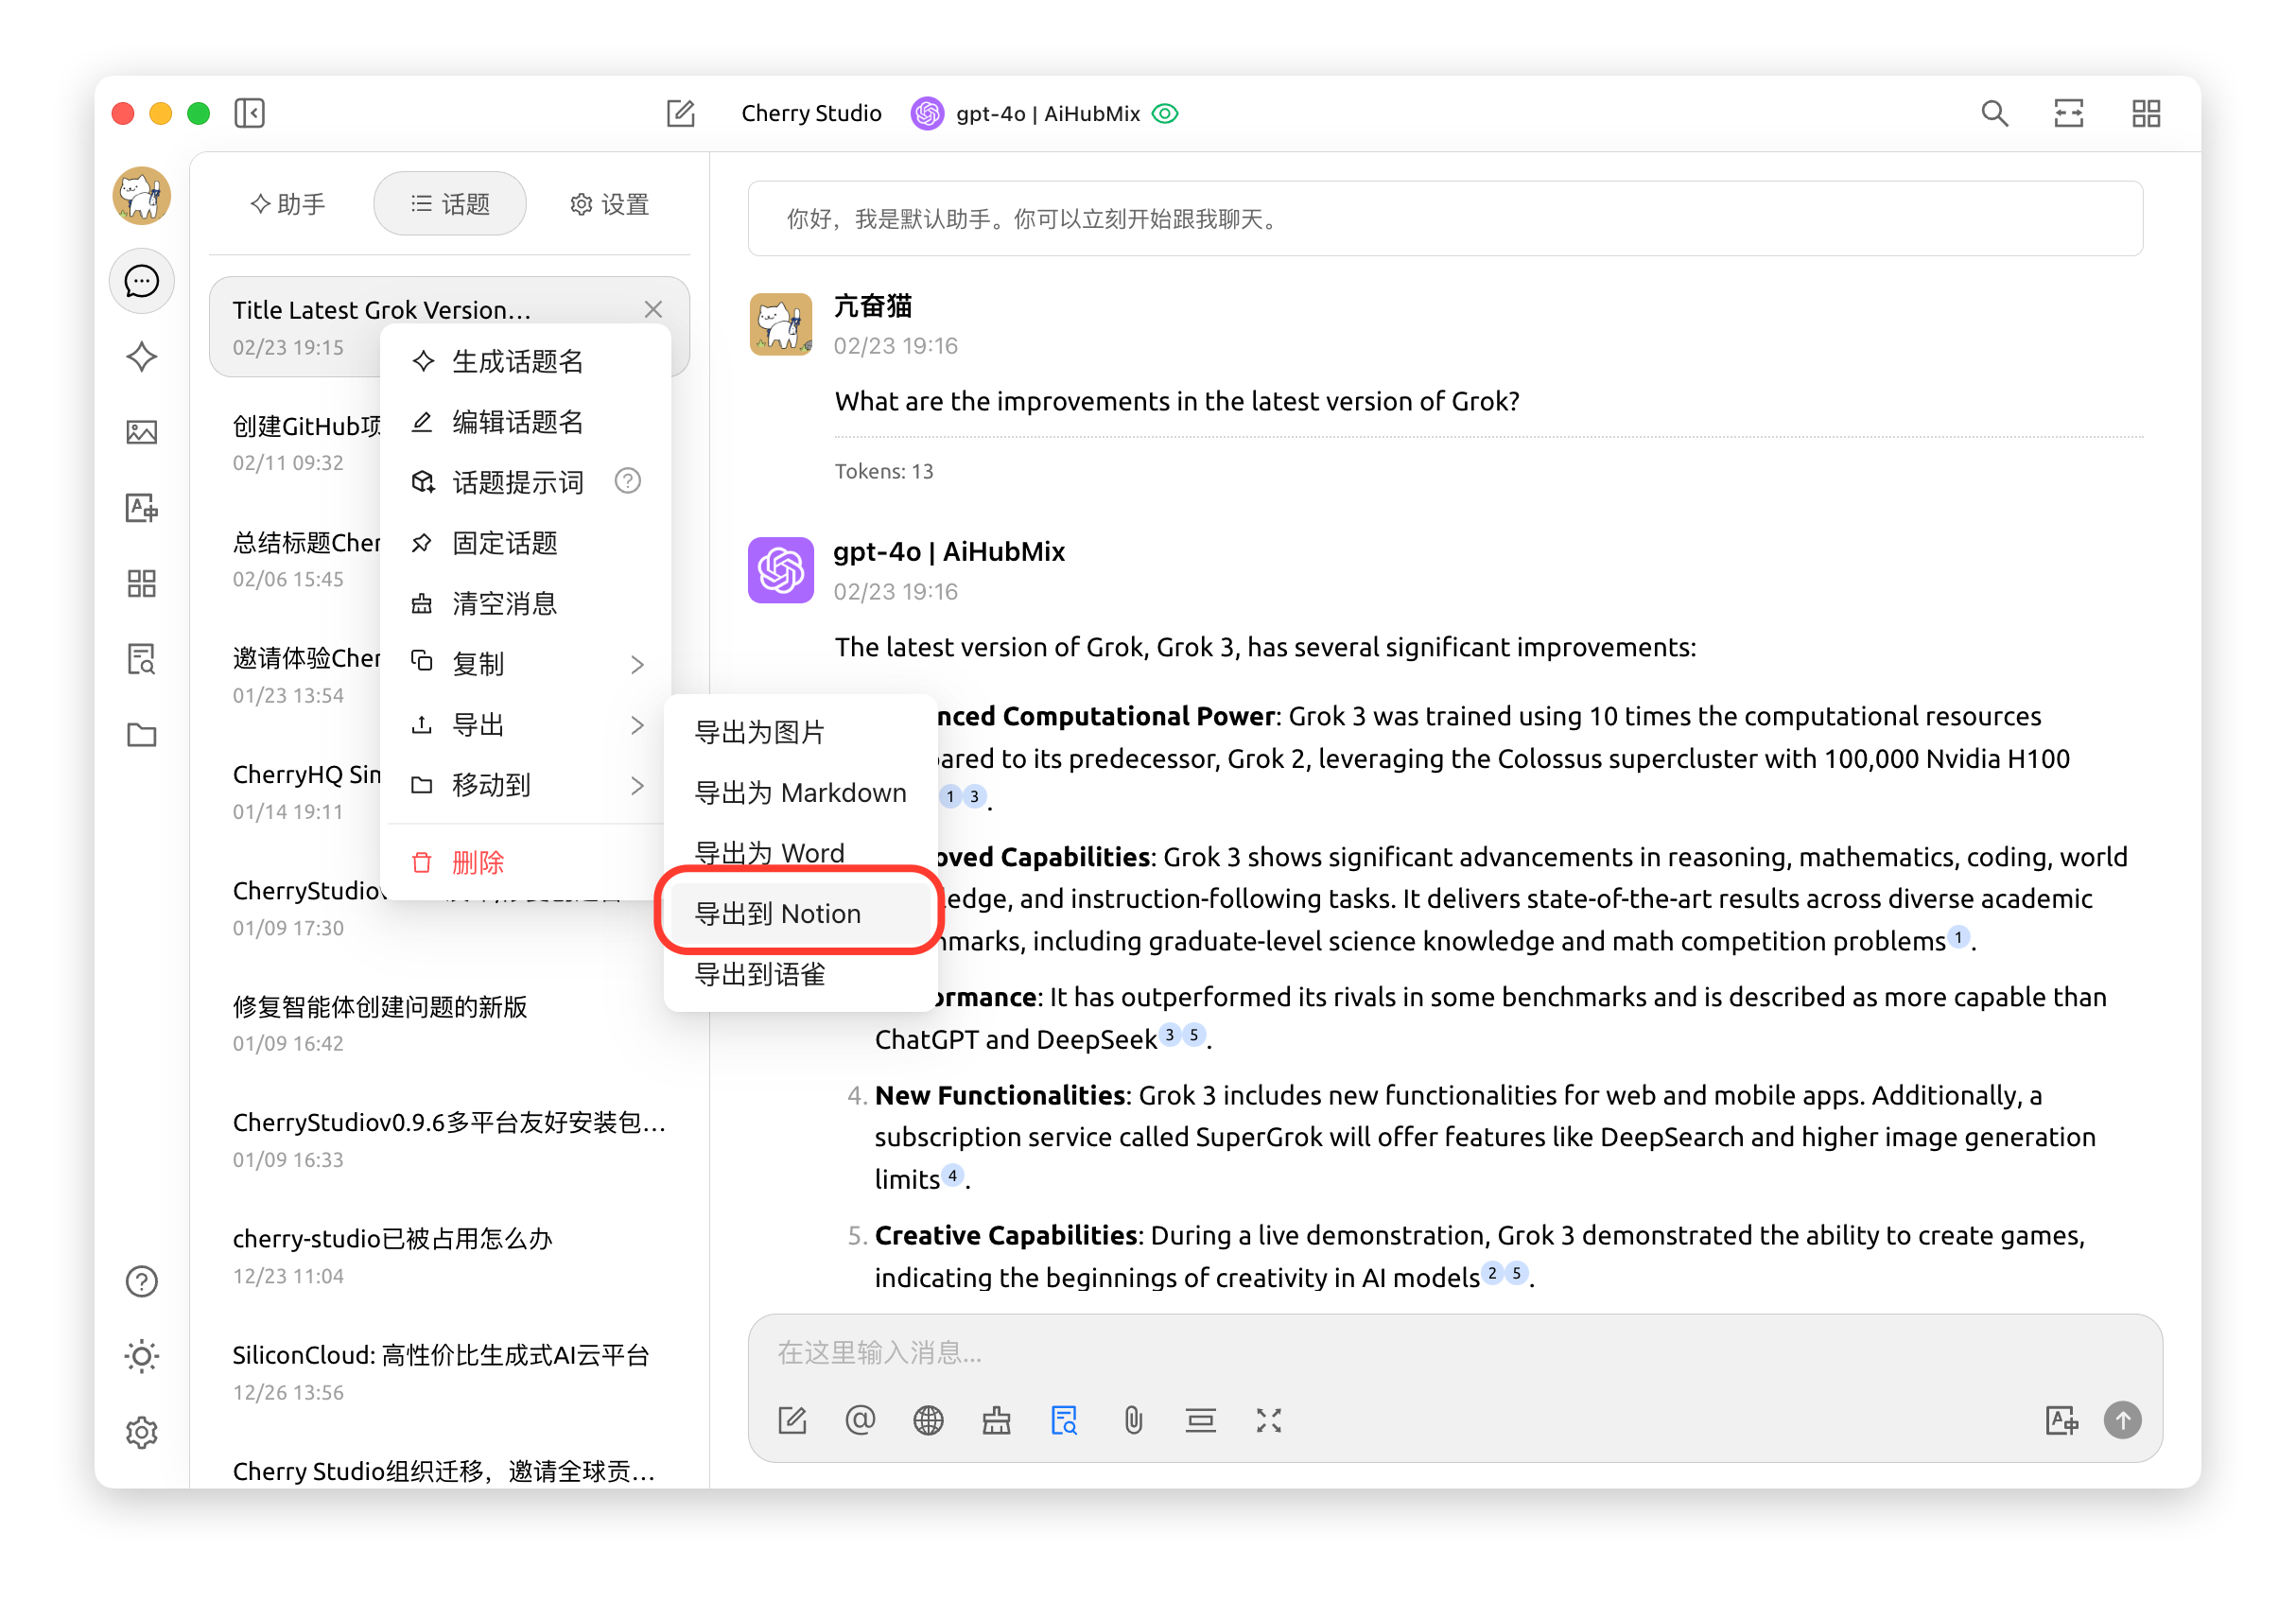 Cherry Studio
gpt-4o | AiHubMix
助手
话题
设置
Title Latest Grok Version…
02/23 19:15
创建GitHub项
02/11 09:32
总结标题Cher
02/06 15:45
邀请体验Cher
01/23 13:54
CherryHQ Sin
01/14 19:11
CherryStudiov
01/09 17:30
修复智能体创建问题的新版
01/09 16:42
CherryStudiov0.9.6多平台友好安装包…
01/09 16:33
cherry-studio已被占用怎么办
12/23 11:04
SiliconCloud: 高性价比生成式AI云平台
12/26 13:56
Cherry Studio组织迁移，邀请全球贡…
生成话题名
编辑话题名
话题提示词
固定话题
清空消息
复制
导出
移动到
删除
导出为图片
导出为 Markdown
导出为 Word
导出到 Notion
导出到语雀
你好，我是默认助手。你可以立刻开始跟我聊天。
亢奋猫
02/23 19:16
What are the improvements in the latest version of Grok?
Tokens: 13
gpt-4o | AiHubMix
02/23 19:16
The latest version of Grok, Grok 3, has several significant improvements:
nced Computational Power: Grok 3 was trained using 10 times the computational resources
ared to its predecessor, Grok 2, leveraging the Colossus supercluster with 100,000 Nvidia H100
1 3.
oved Capabilities: Grok 3 shows significant advancements in reasoning, mathematics, coding, world
edge, and instruction-following tasks. It delivers state-of-the-art results across diverse academic
marks, including graduate-level science knowledge and math competition problems 1.
ormance: It has outperformed its rivals in some benchmarks and is described as more capable than
ChatGPT and DeepSeek 3 5.
4. New Functionalities: Grok 3 includes new functionalities for web and mobile apps. Additionally, a
subscription service called SuperGrok will offer features like DeepSearch and higher image generation
limits 4.
5. Creative Capabilities: During a live demonstration, Grok 3 demonstrated the ability to create games,
indicating the beginnings of creativity in AI models 2 5.
在这里输入消息...